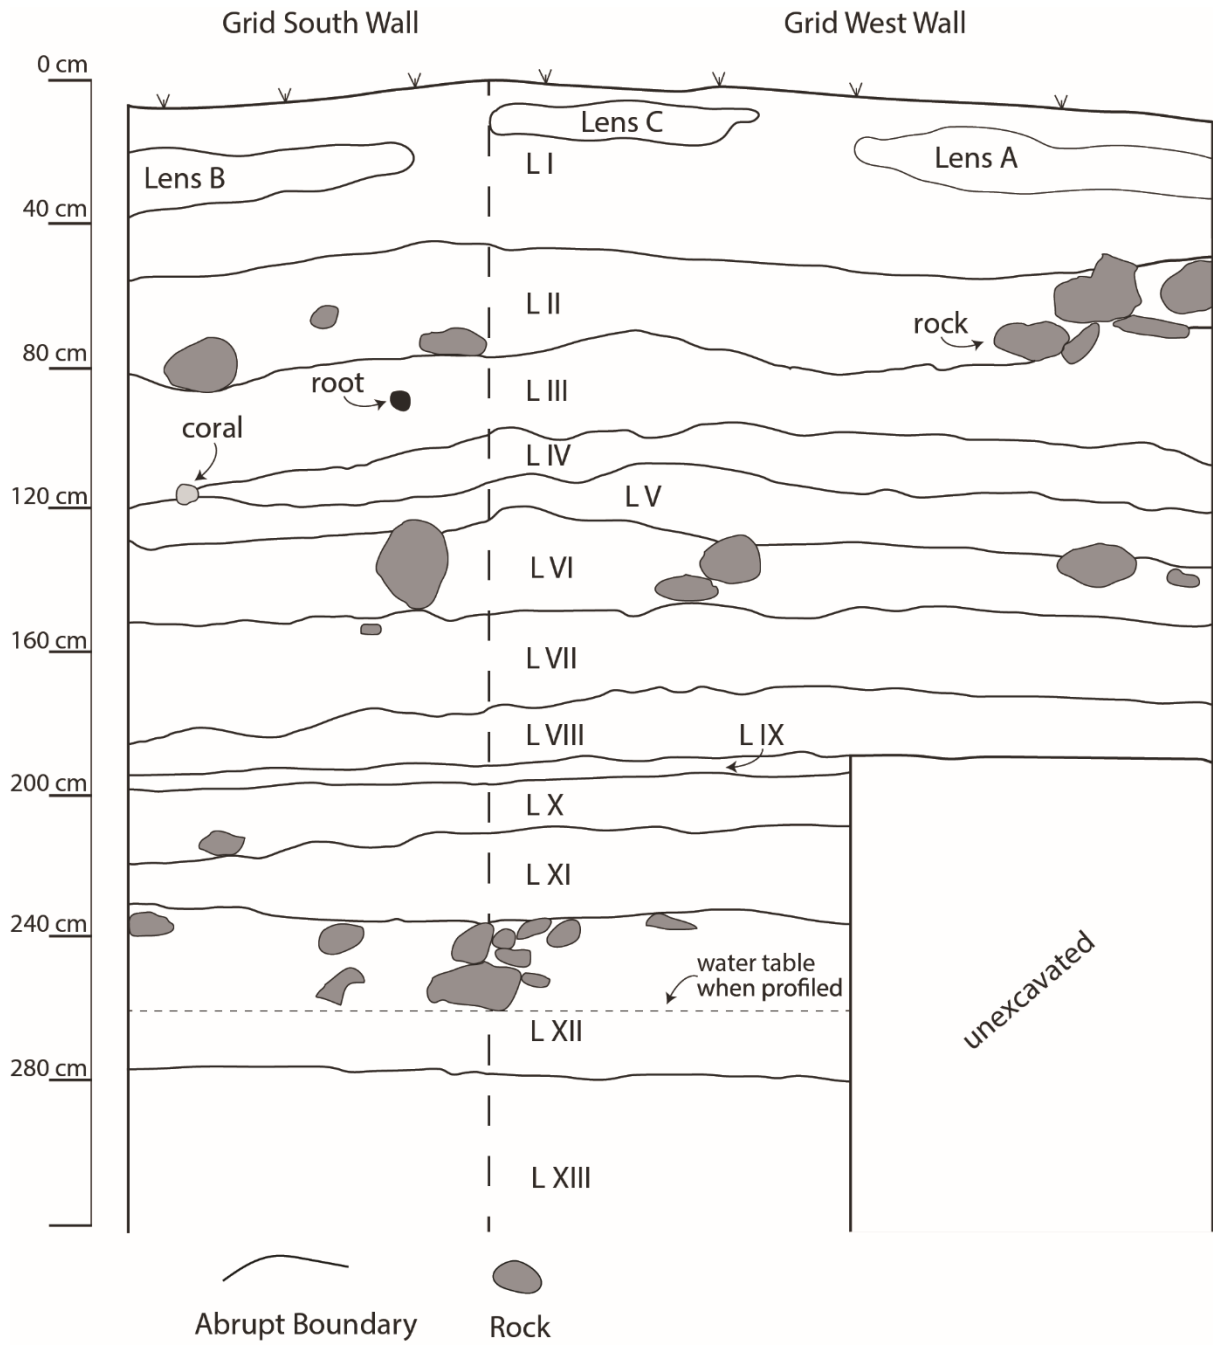 Grid South Wall
Grid West Wall
0 cm
Lens C
L I
Lens A
Lens B
40 cm
L II
rock
80 cm
root
L III
coral
L IV
120 cm
L V
L VI
160 cm
L VII
L VIII
L IX
200 cm
L X
L XI
240 cm
water table
when profiled
unexcavated
L XII
280 cm
L XIII
Abrupt Boundary
Rock